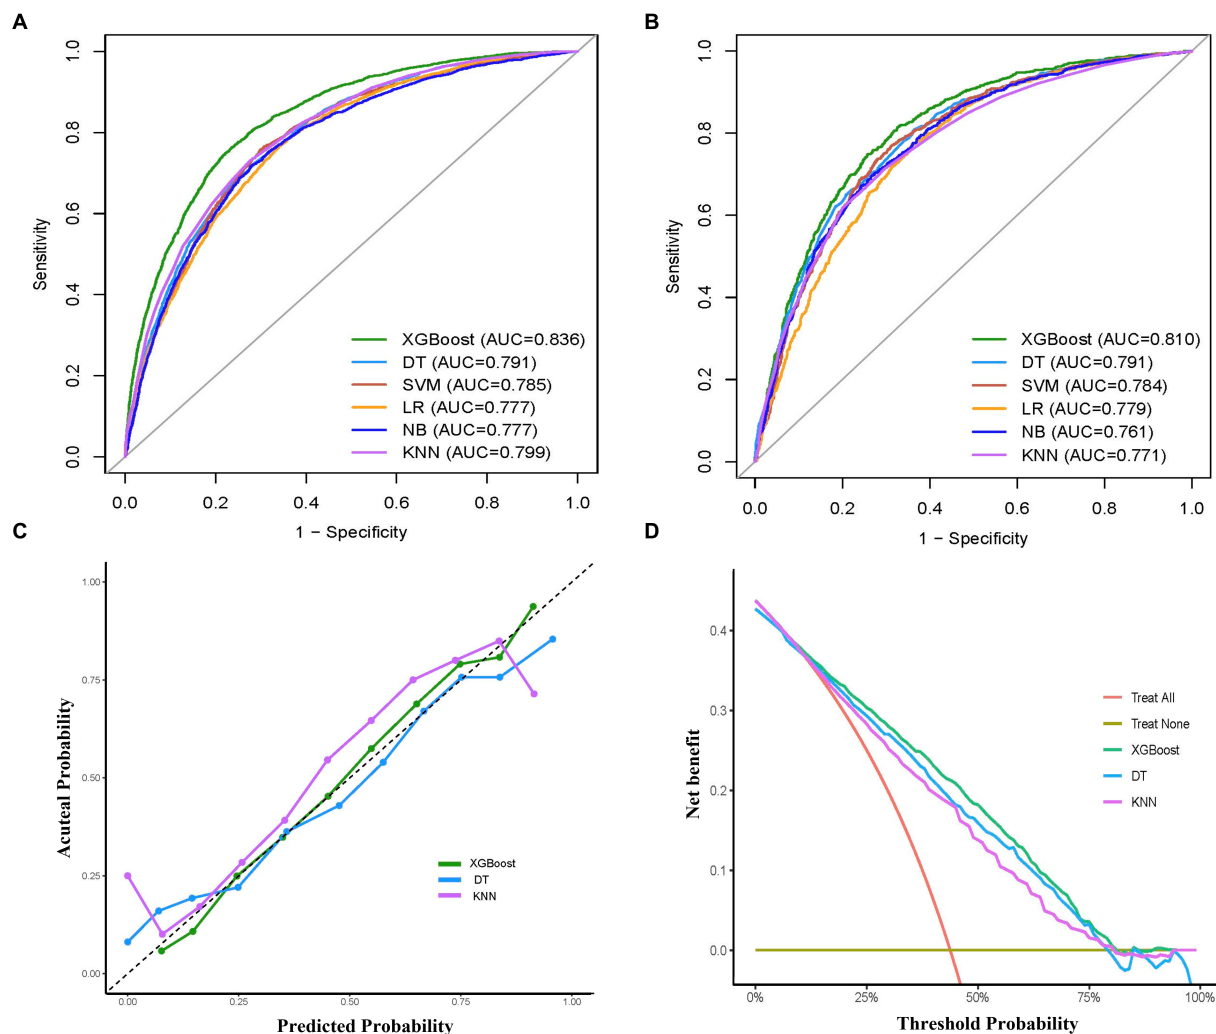 A
1.0
0.8
0.6
0.4
0.2
0.0
Sensitivity
XGBoost (AUC=0.836)
DT (AUC=0.791)
SVM (AUC=0.785)
LR (AUC=0.777)
NB (AUC=0.777)
KNN (AUC=0.799)
0.0 0.2 0.4 0.6 0.8 1.0
1 − Specificity
B
1.0
0.8
0.6
0.4
0.2
0.0
Sensitivity
XGBoost (AUC=0.810)
DT (AUC=0.791)
SVM (AUC=0.784)
LR (AUC=0.779)
NB (AUC=0.761)
KNN (AUC=0.771)
0.0 0.2 0.4 0.6 0.8 1.0
1 − Specificity
C
1.00
0.75
0.50
0.25
0.00
Acuteal Probability
XGBoost
DT
KNN
0.00 0.25 0.50 0.75 1.00
Predicted Probability
D
0.4
0.3
0.2
0.1
0.0
Net benefit
Treat All
Treat None
XGBoost
DT
KNN
0% 25% 50% 75% 100%
Threshold Probability